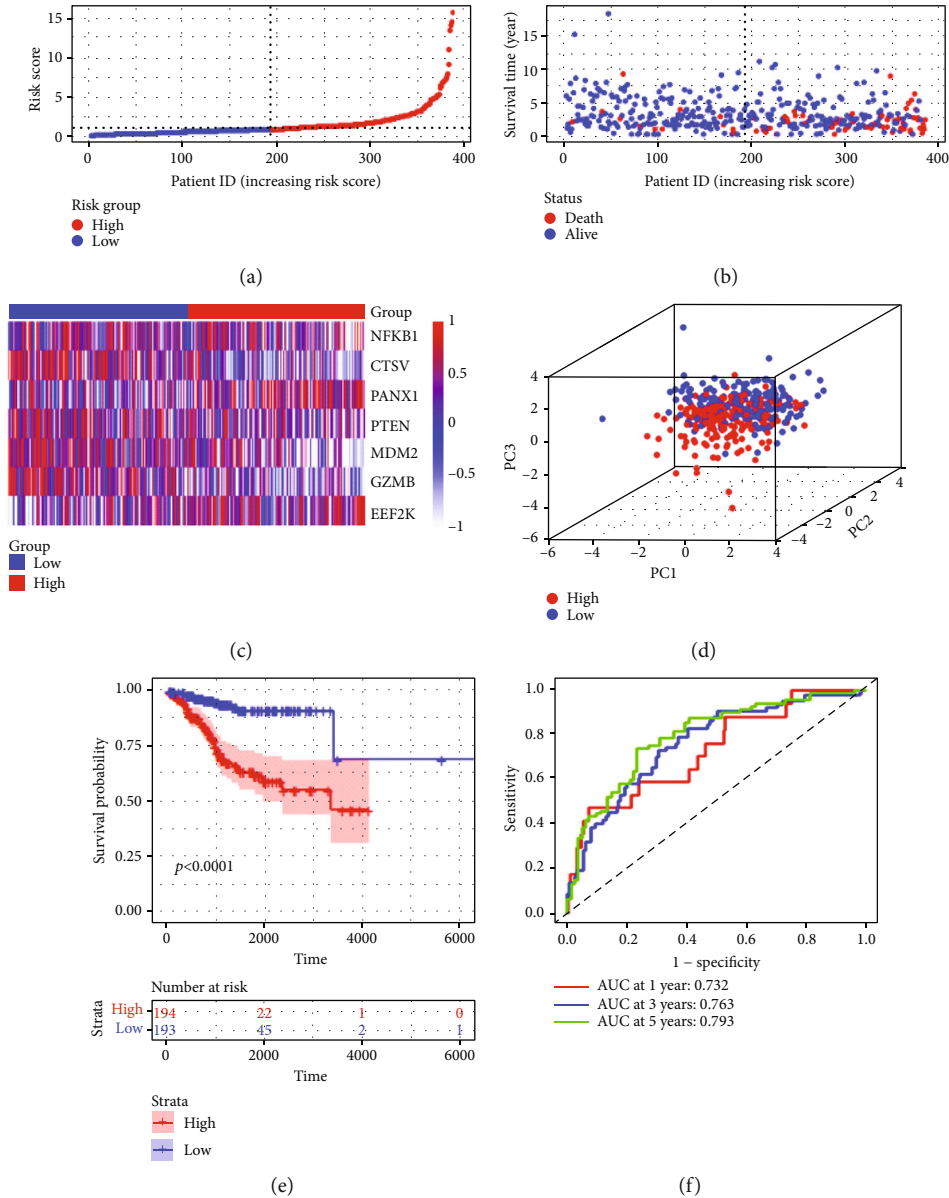 15
10
5
0
Risk score
0 100 200 300 400
Patient ID (increasing risk score)
Risk group
High
Low
(a)
15
10
5
0
Survival time (year)
0 100 200 300 400
Patient ID (increasing risk score)
Status
Death
Alive
(b)
Group
NFKB1
CTSV
PANX1
PTEN
MDM2
GZMB
EEF2K
1
0.5
0
−0.5
−1
Group
Low
High
(c)
4
2
0
−2
−4
−6
PC3
−6 −4 −2 0 2 4
PC1
−4 −2 0 2 4
PC2
High
Low
(d)
1.00
0.75
0.50
0.25
0.00
Survival probability
p<0.0001
0 2000 4000 6000
Time
Number at risk
Strata
High 194 22 1 0
Low 193 45 2 1
0 2000 4000 6000
Time
Strata
High
Low
(e)
1.0
0.8
0.6
0.4
0.2
0.0
Sensitivity
0.0 0.2 0.4 0.6 0.8 1.0
1 − specificity
AUC at 1 year: 0.732
AUC at 3 years: 0.763
AUC at 5 years: 0.793
(f)